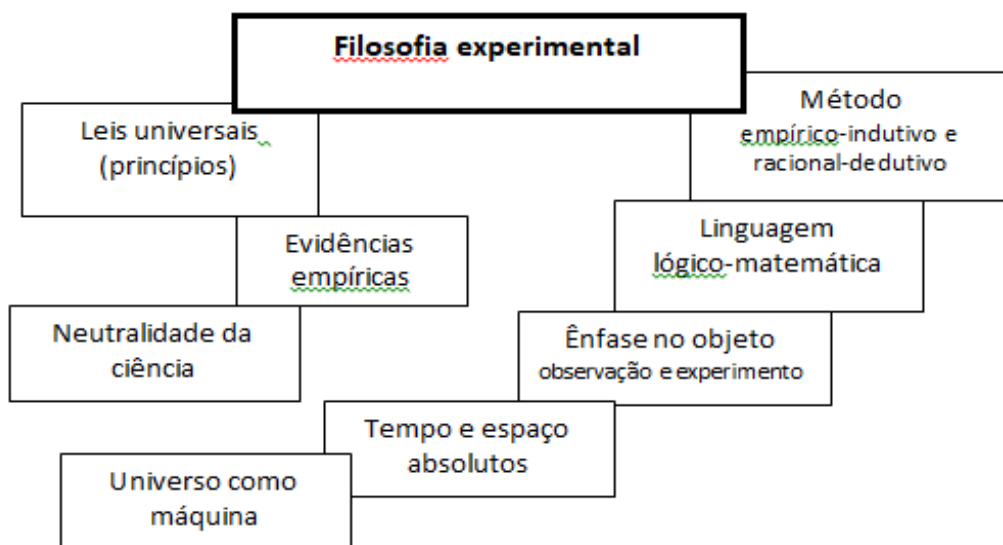 Filosofia experimental
Leis universais
(princípios)
Método
empírico-indutivo e
racional-dedutivo
Evidências
empíricas
Linguagem
lógico-matemática
Neutralidade da
ciência
Ênfase no objeto
observação e experimento
Tempo e espaço
absolutos
Universo como
máquina